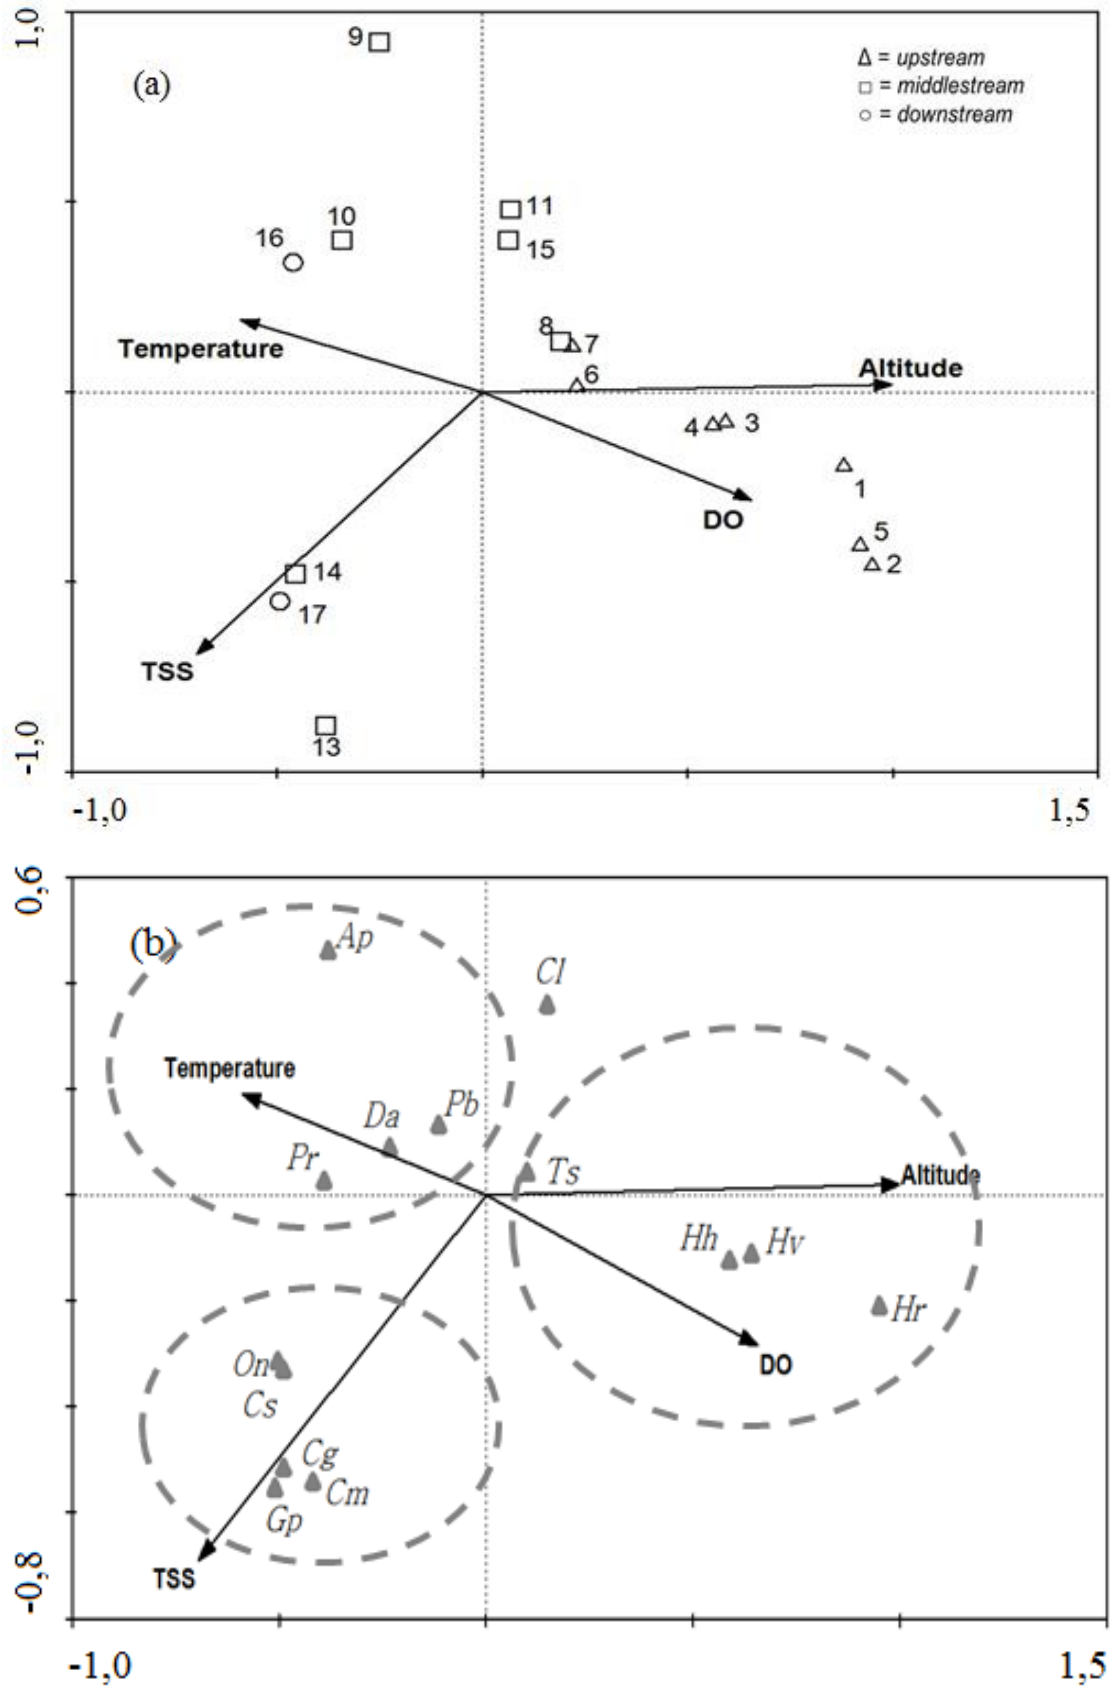 1,0
(a)
9
Δ = upstream
□ = middlestream
○ = downstream
11
10
16
15
8
7
Temperature
6
Altitude
4
3
1
DO
5
2
14
17
TSS
13
-1,0
-1,0
1,5
0,6
(b)
Ap
Cl
Temperature
Da
Pb
Pr
Ts
Altitude
Hh
Hv
Hr
On
DO
Cs
Cg
Cm
Gp
TSS
-0,8
-1,0
1,5